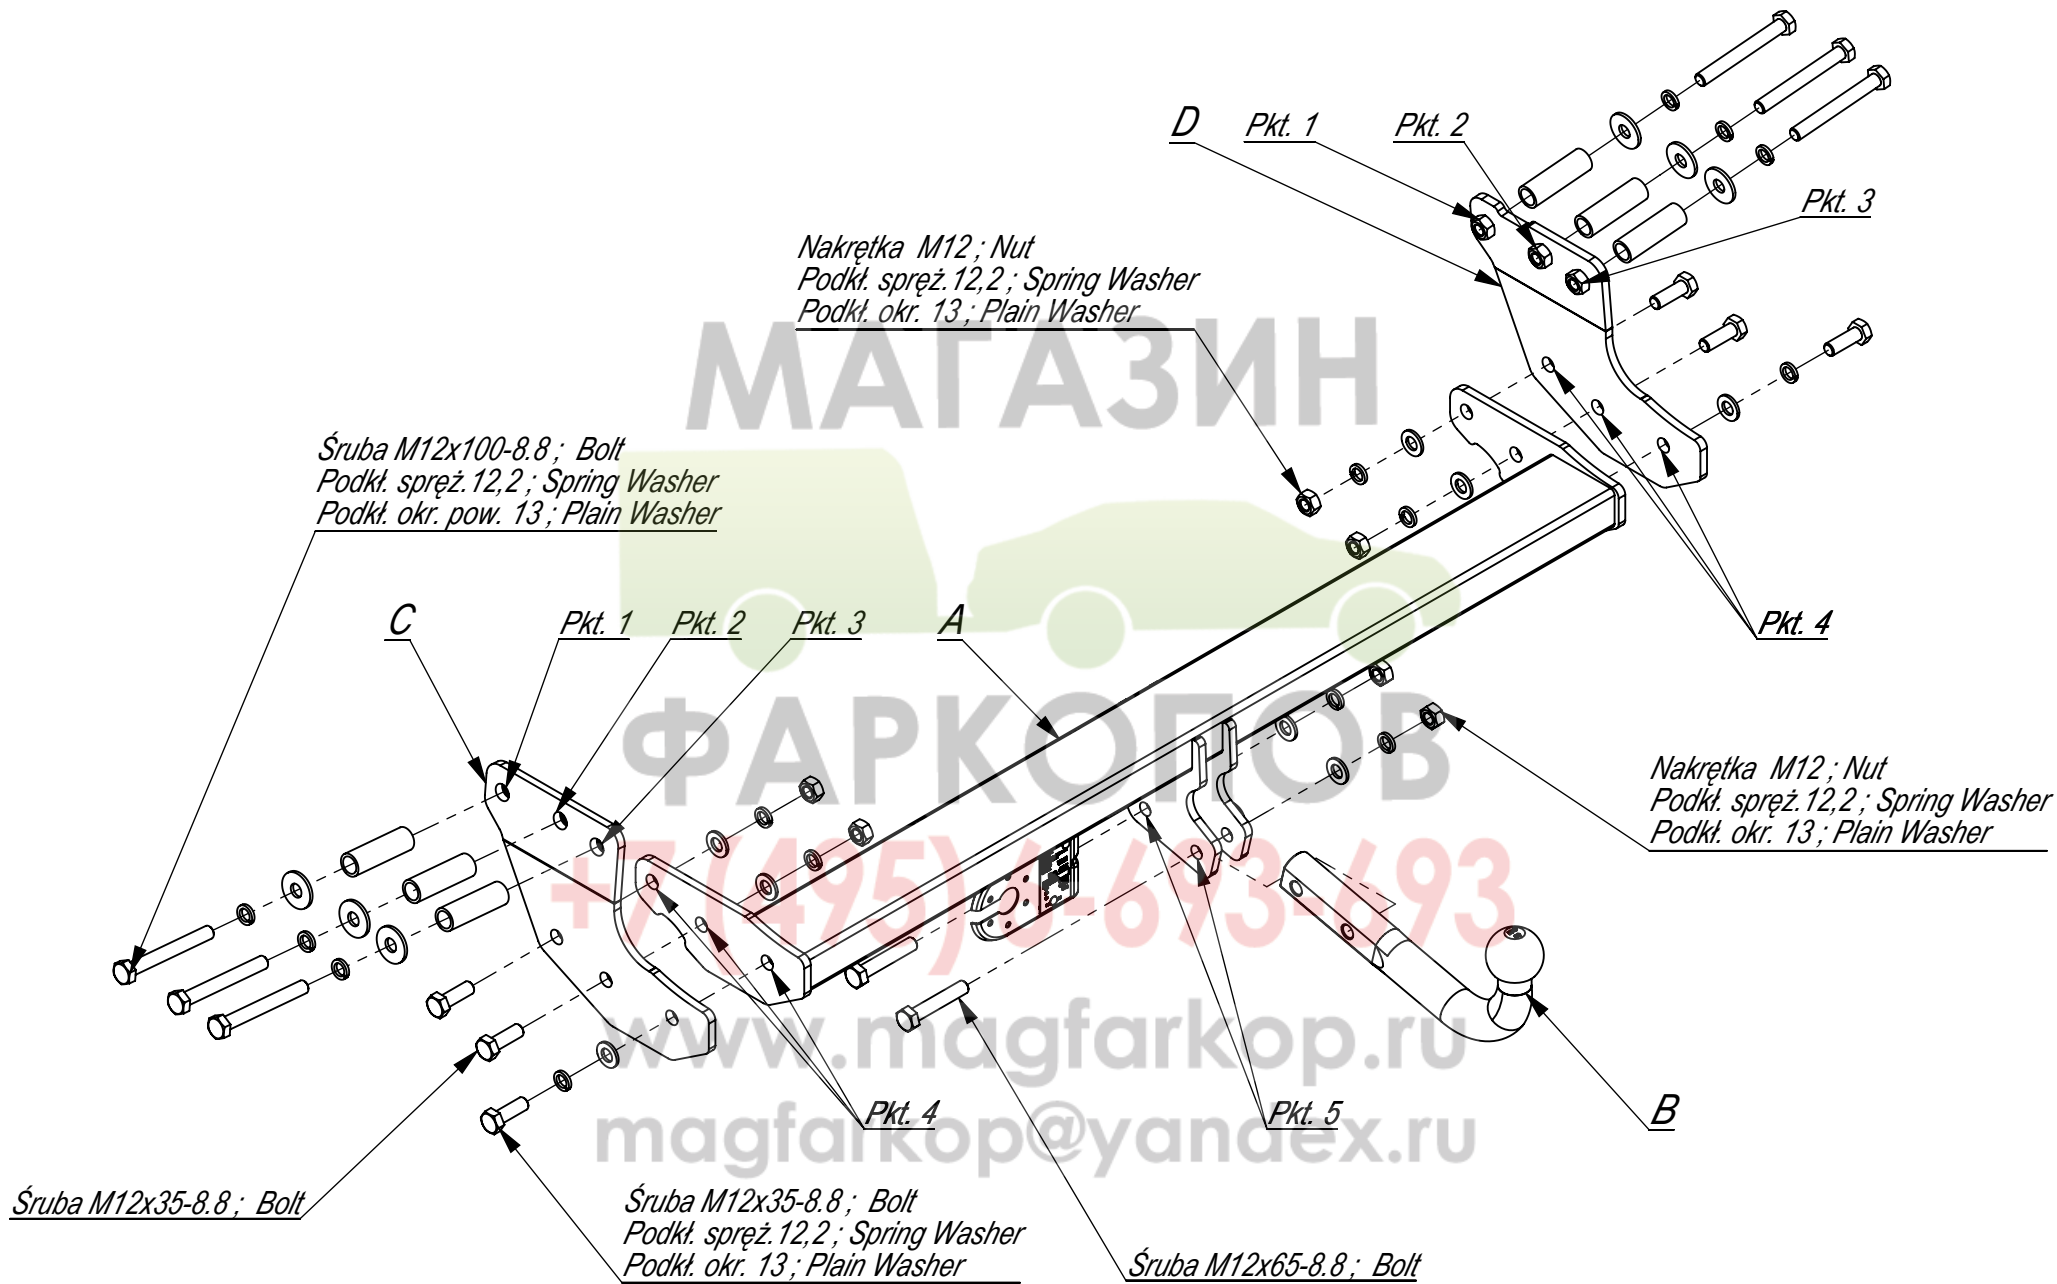 D
Pkt. 1
Pkt. 2
Pkt. 3
Nakrętka M12 ; Nut
Podkł. spręż.12,2 ; Spring Washer
Podkł. okr. 13 ; Plain Washer
МАГАЗИН
Śruba M12x100-8.8 ; Bolt
Podkł. spręż.12,2 ; Spring Washer
Podkł. okr. pow. 13 ; Plain Washer
C
Pkt. 1
Pkt. 2
Pkt. 3
A
Pkt. 4
ФАРКОПОВ
Nakrętka M12 ; Nut
Podkł. spręż.12,2 ; Spring Washer
Podkł. okr. 13 ; Plain Washer
+7(495)6-693-693
www.magfarkop.ru
Pkt. 4
Pkt. 5
B
magfarkop@yandex.ru
Śruba M12x35-8.8 ; Bolt
Śruba M12x35-8.8 ; Bolt
Podkł. spręż.12,2 ; Spring Washer
Podkł. okr. 13 ; Plain Washer
Śruba M12x65-8.8 ; Bolt